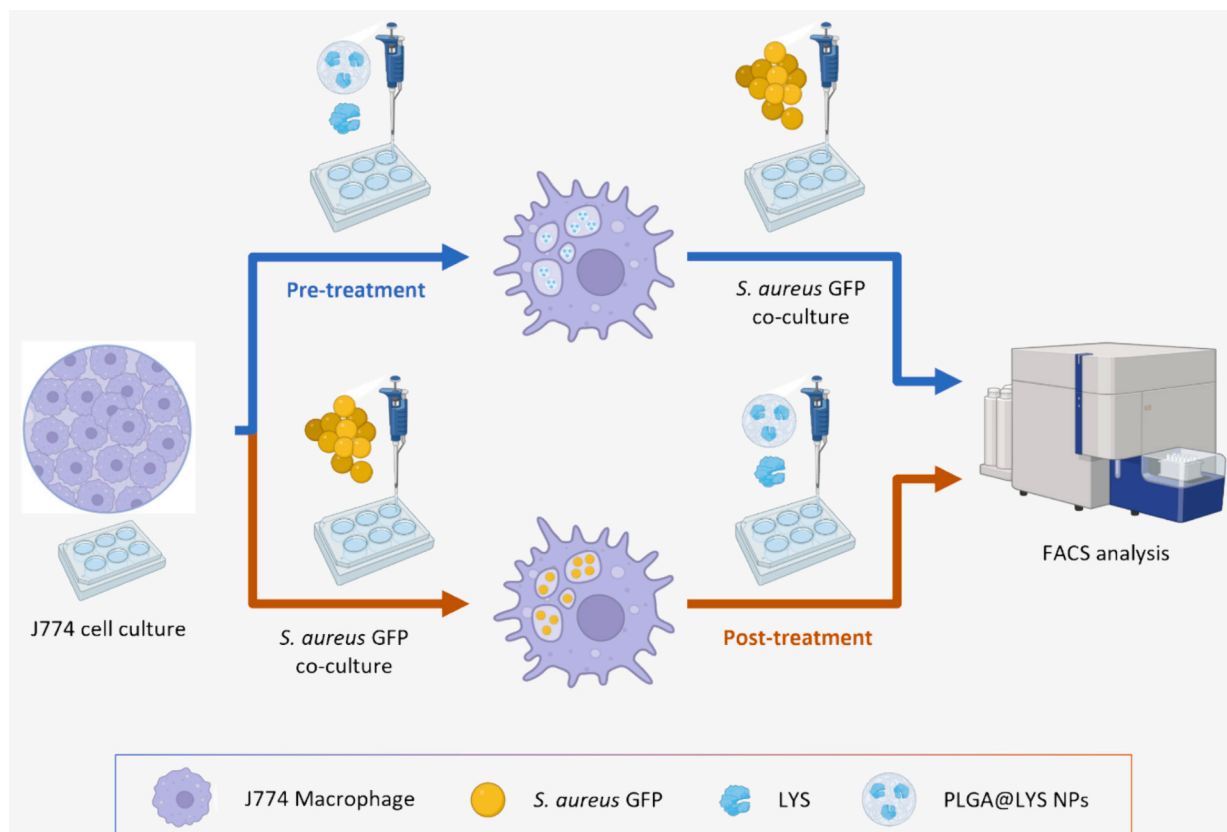 Pre-treatment
S. aureus GFP
co-culture
J774 cell culture
S. aureus GFP
co-culture
Post-treatment
FACS analysis
J774 Macrophage
S. aureus GFP
LYS
PLGA@LYS NPs